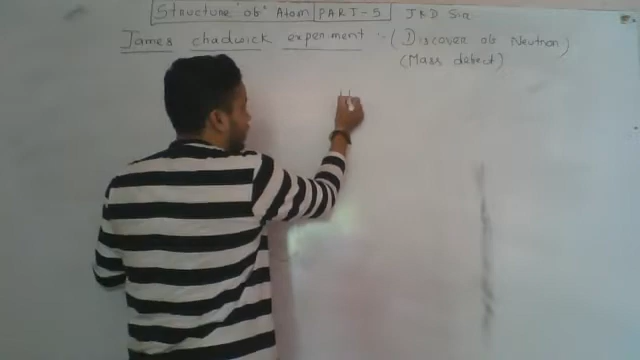 Structure of Atom PART-5 JKD Sir
James chadwick experiment :- (Discover of Neutron)
(Mass defect)